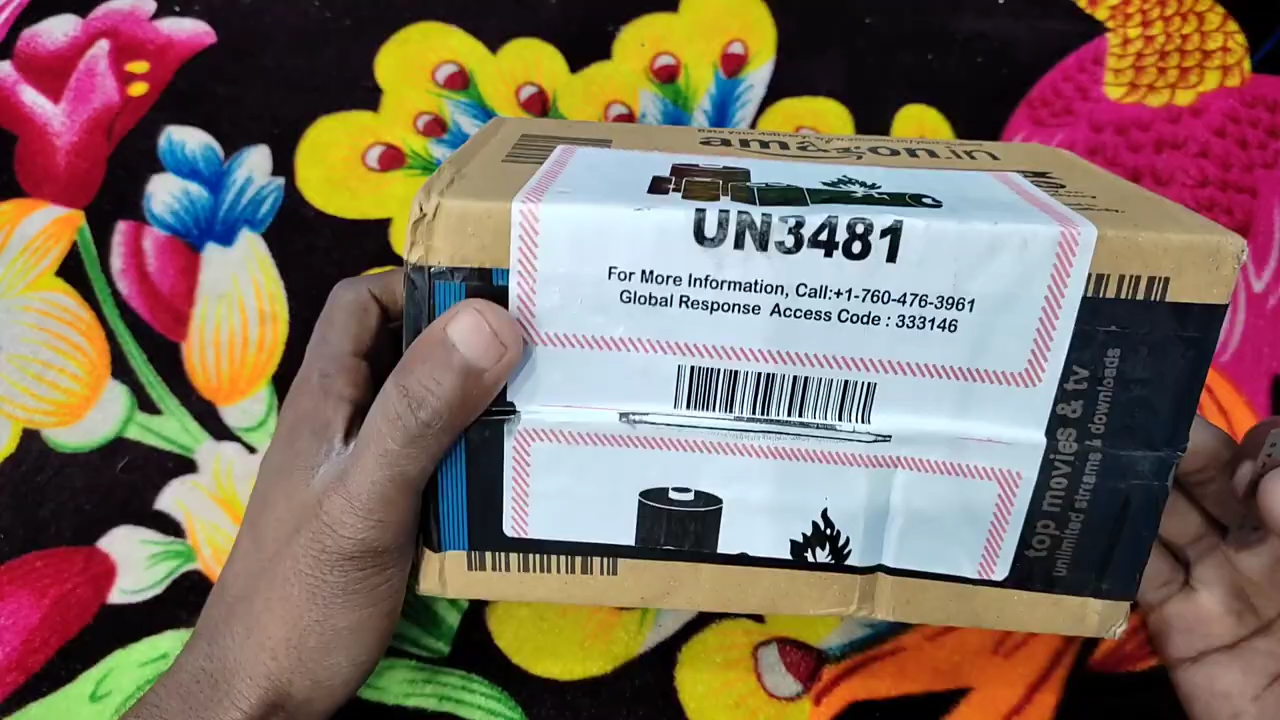 amazon.in
UN3481
For More Information, Call:+1-760-476-3961
Global Response Access Code : 333146
top movies & tv
unlimited streams & downloads